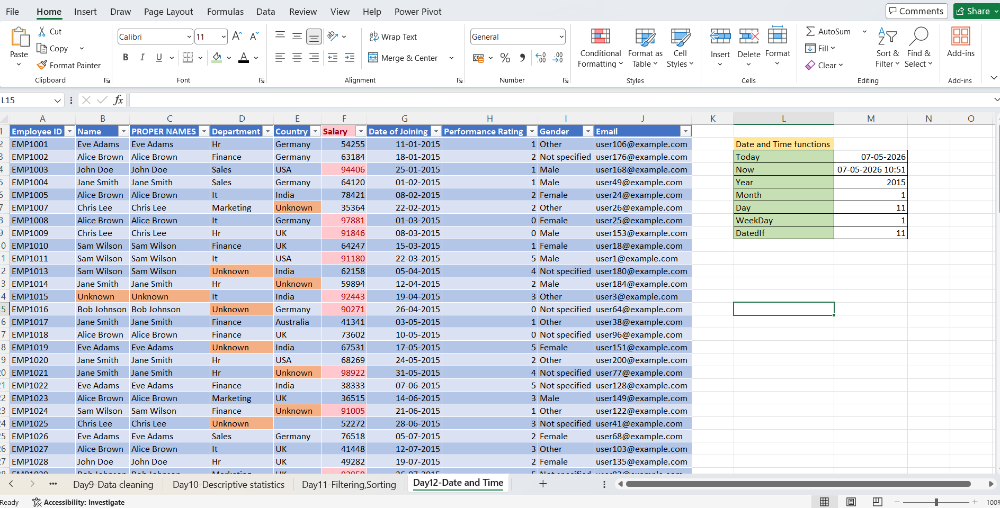 File Home Insert Draw Page Layout Formulas Data Review View Help Power Pivot Comments Share
Cut
Copy
Format Painter
Paste
Clipboard
Calibri 11
B I U A
Font
Wrap Text
Merge & Center
Alignment
General
% .00
Number
Conditional Formatting
Format as Table
Cell Styles
Styles
Insert Delete Format
Cells
AutoSum
Fill
Clear
Sort & Filter
Find & Select
Editing
Add-ins
Add-ins
L15 fx
A B C D E F G H I J K L M N O
1 Employee ID Name PROPER NAMES Department Country Salary Date of Joining Performance Rating Gender Email
2 EMP1001 Eve Adams Eve Adams Hr Germany 54255 11-01-2015 1 Other user106@example.com Date and Time functions
3 EMP1002 Alice Brown Alice Brown Finance Germany 63184 18-01-2015 2 Not specified user176@example.com Today 07-05-2026
4 EMP1003 John Doe John Doe Sales USA 94406 25-01-2015 1 Male user168@example.com Now 07-05-2026 10:51
5 EMP1004 Jane Smith Jane Smith Sales Germany 64120 01-02-2015 1 Male user49@example.com Year 2015
6 EMP1005 Alice Brown Alice Brown It India 78421 08-02-2015 2 Female user24@example.com Month 1
7 EMP1007 Chris Lee Chris Lee Marketing Unknown 35364 22-02-2015 2 Other user26@example.com Day 11
8 EMP1008 Alice Brown Alice Brown It Germany 97881 01-03-2015 0 Female user25@example.com WeekDay 1
9 EMP1009 Chris Lee Chris Lee Hr UK 91846 08-03-2015 0 Male user153@example.com DatedIf 11
0 EMP1010 Sam Wilson Sam Wilson Finance UK 64247 15-03-2015 1 Female user18@example.com
1 EMP1011 Sam Wilson Sam Wilson It USA 91180 22-03-2015 5 Male user1@example.com
2 EMP1013 Sam Wilson Sam Wilson Unknown India 62158 05-04-2015 4 Not specified user180@example.com
3 EMP1014 Jane Smith Jane Smith Hr Unknown 59894 12-04-2015 2 Male user184@example.com
4 EMP1015 Unknown Unknown It India 92443 19-04-2015 3 Other user3@example.com
5 EMP1016 Bob Johnson Bob Johnson Unknown Germany 90271 26-04-2015 0 Not specified user64@example.com
6 EMP1017 Jane Smith Jane Smith Finance Australia 41341 03-05-2015 1 Other user38@example.com
7 EMP1018 Alice Brown Alice Brown Finance UK 73602 10-05-2015 0 Not specified user96@example.com
8 EMP1019 Eve Adams Eve Adams Unknown India 67531 17-05-2015 5 Female user151@example.com
9 EMP1020 Jane Smith Jane Smith Hr USA 68269 24-05-2015 2 Other user200@example.com
20 EMP1021 Jane Smith Jane Smith Hr Unknown 98922 31-05-2015 4 Not specified user77@example.com
21 EMP1022 Eve Adams Eve Adams Finance India 38333 07-06-2015 5 Not specified user128@example.com
22 EMP1023 Alice Brown Alice Brown Marketing UK 36515 14-06-2015 3 Male user149@example.com
23 EMP1024 Sam Wilson Sam Wilson Finance Unknown 91005 21-06-2015 1 Other user122@example.com
24 EMP1025 Chris Lee Chris Lee Unknown 52272 28-06-2015 3 Not specified user41@example.com
25 EMP1026 Eve Adams Eve Adams Sales Germany 76518 05-07-2015 2 Female user68@example.com
26 EMP1027 Alice Brown Alice Brown It UK 41448 12-07-2015 3 Other user103@example.com
27 EMP1028 John Doe John Doe Hr UK 49282 19-07-2015 2 Female user135@example.com
Day9-Data cleaning Day10-Descriptive statistics Day11-Filtering,Sorting Day12-Date and Time
Ready Accessibility: Investigate 100%